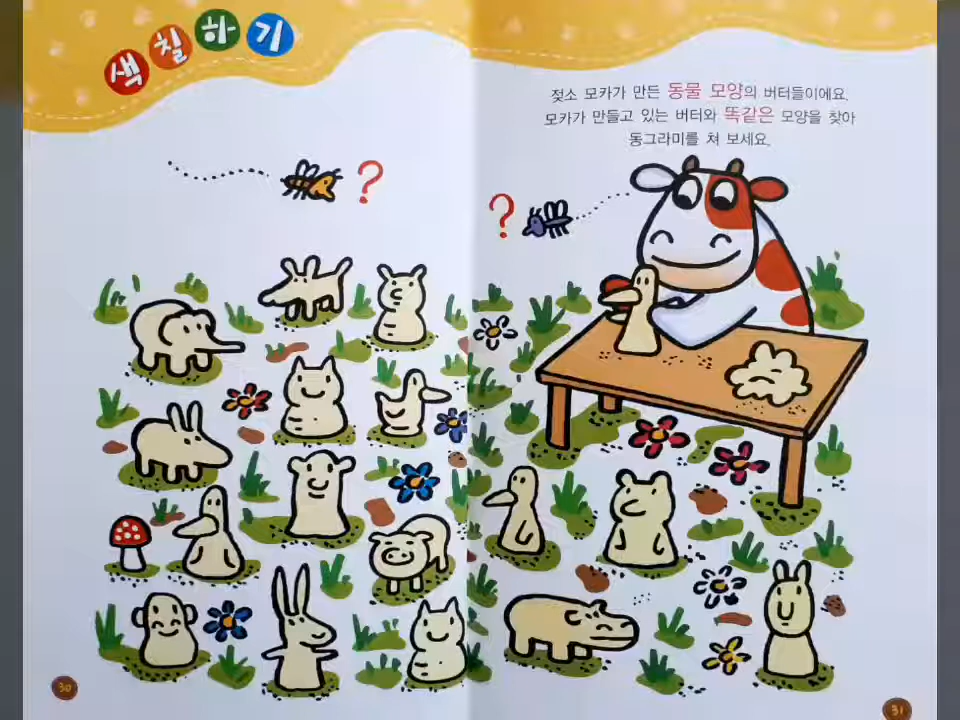 색칠하기
젖소 모카가 만든 동물 모양의 버터들이에요.
모카가 만들고 있는 버터와 똑같은 모양을 찾아
동그라미를 쳐 보세요.
?
?
30
31